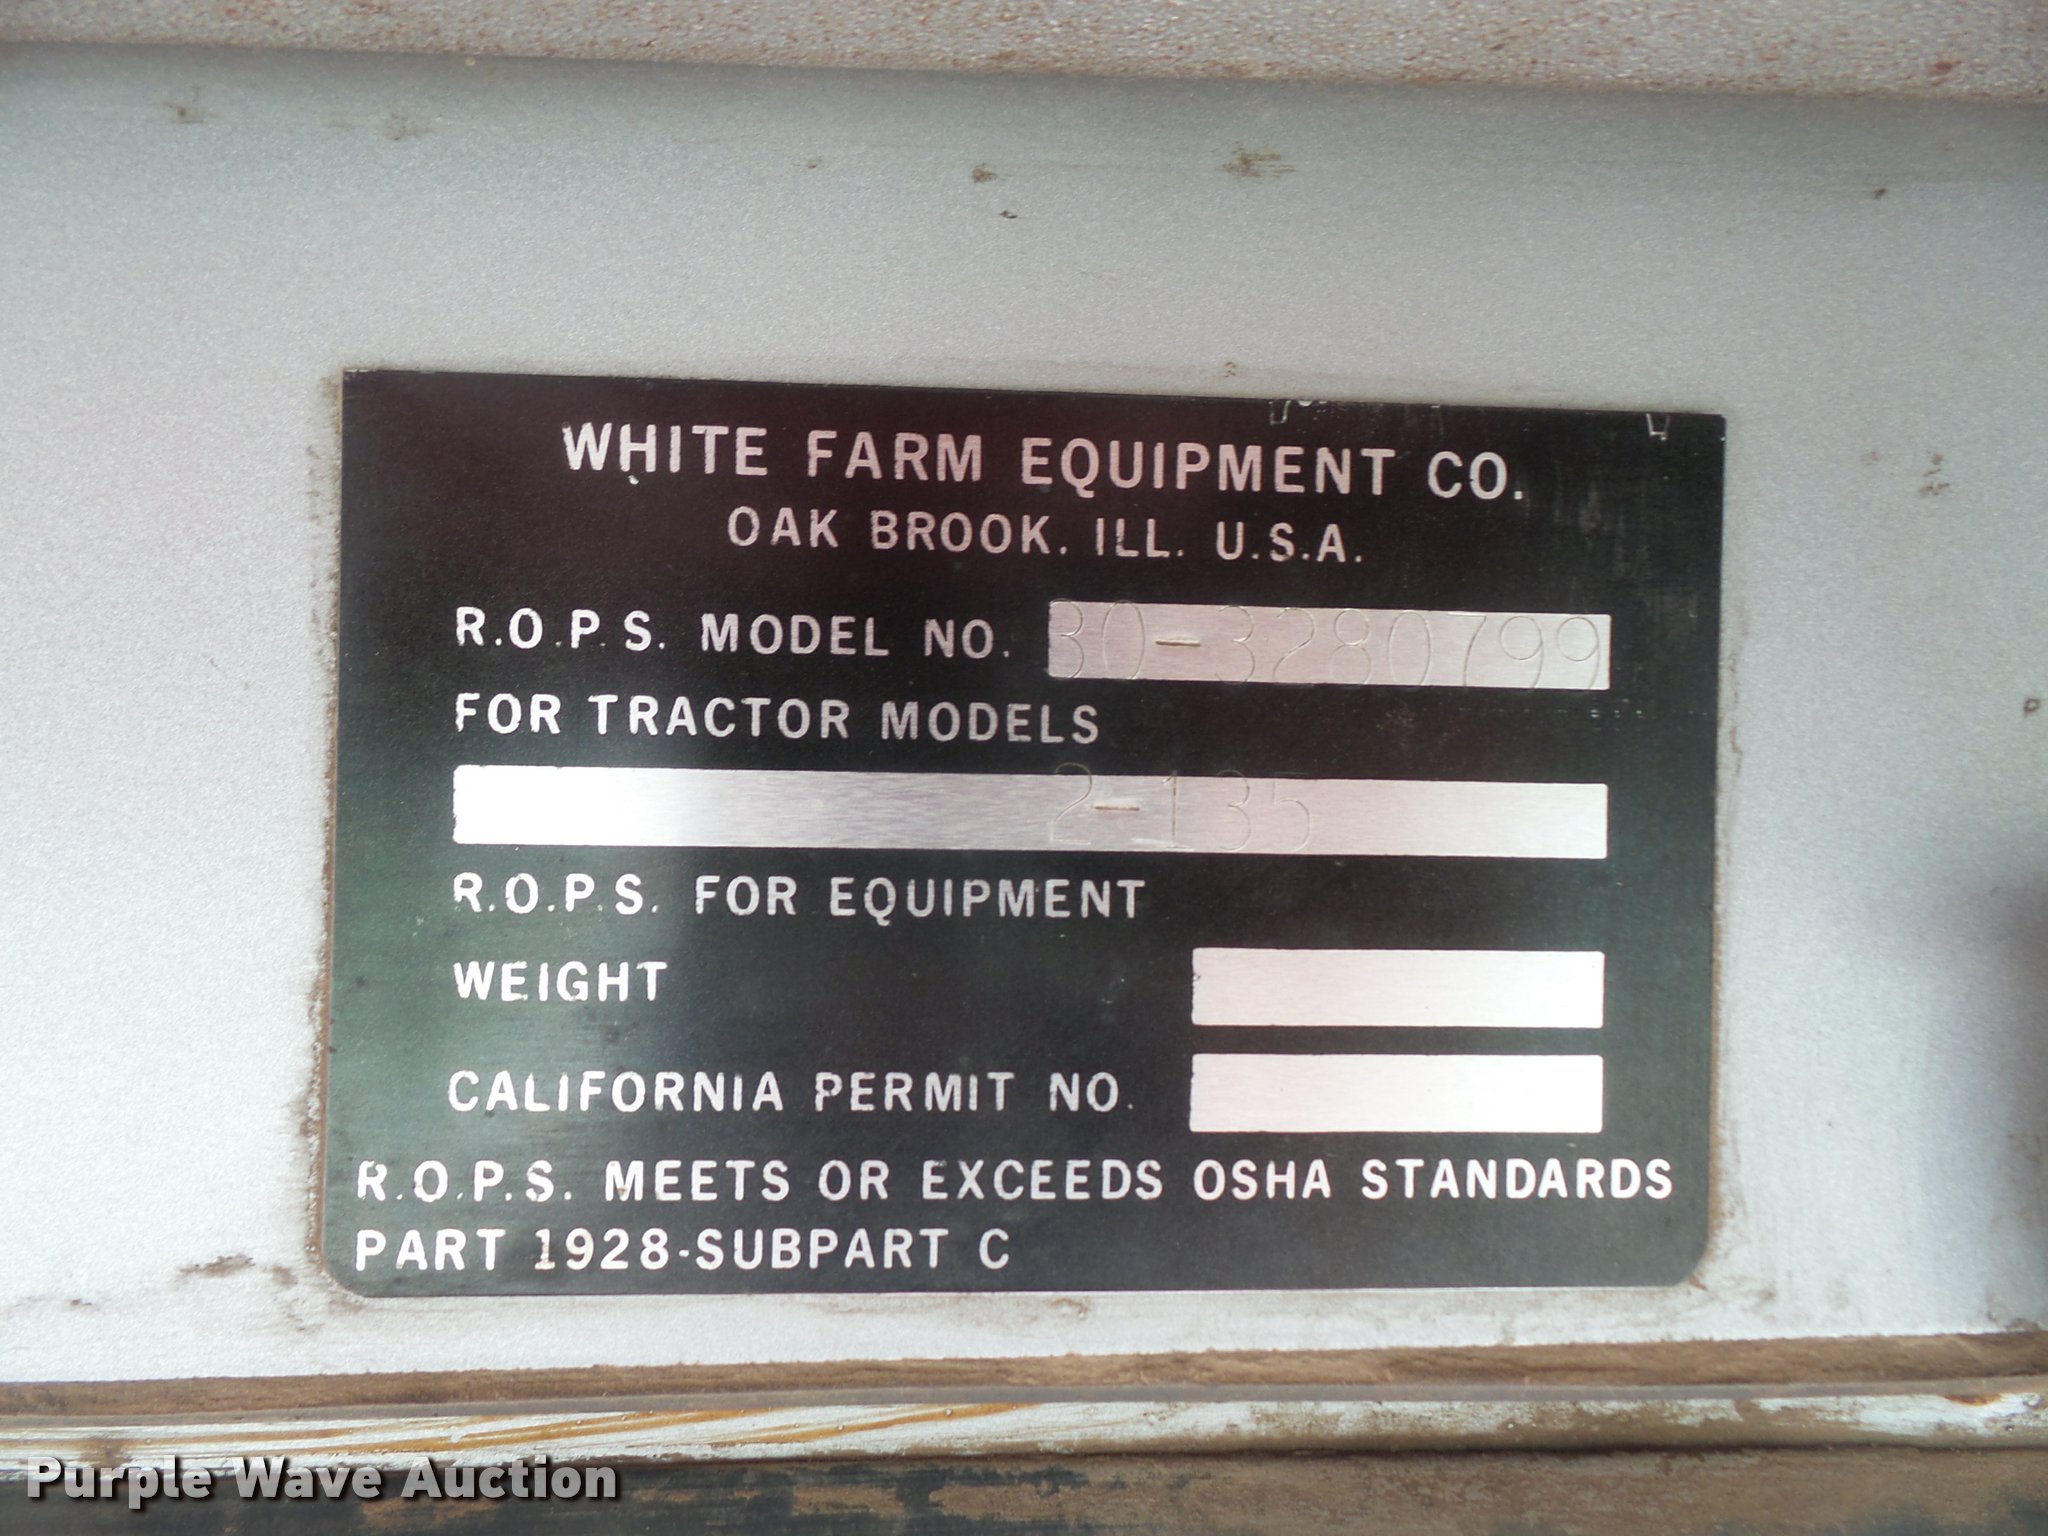 WHITE FARM EQUIPMENT CO.
OAK BROOK, ILL. U.S.A.
R.O.P.S. MODEL NO. 30-3280799
FOR TRACTOR MODELS
2-135
R.O.P.S. FOR EQUIPMENT
WEIGHT
CALIFORNIA PERMIT NO.
R.O.P.S. MEETS OR EXCEEDS OSHA STANDARDS
PART 1928-SUBPART C
Purple Wave Auction